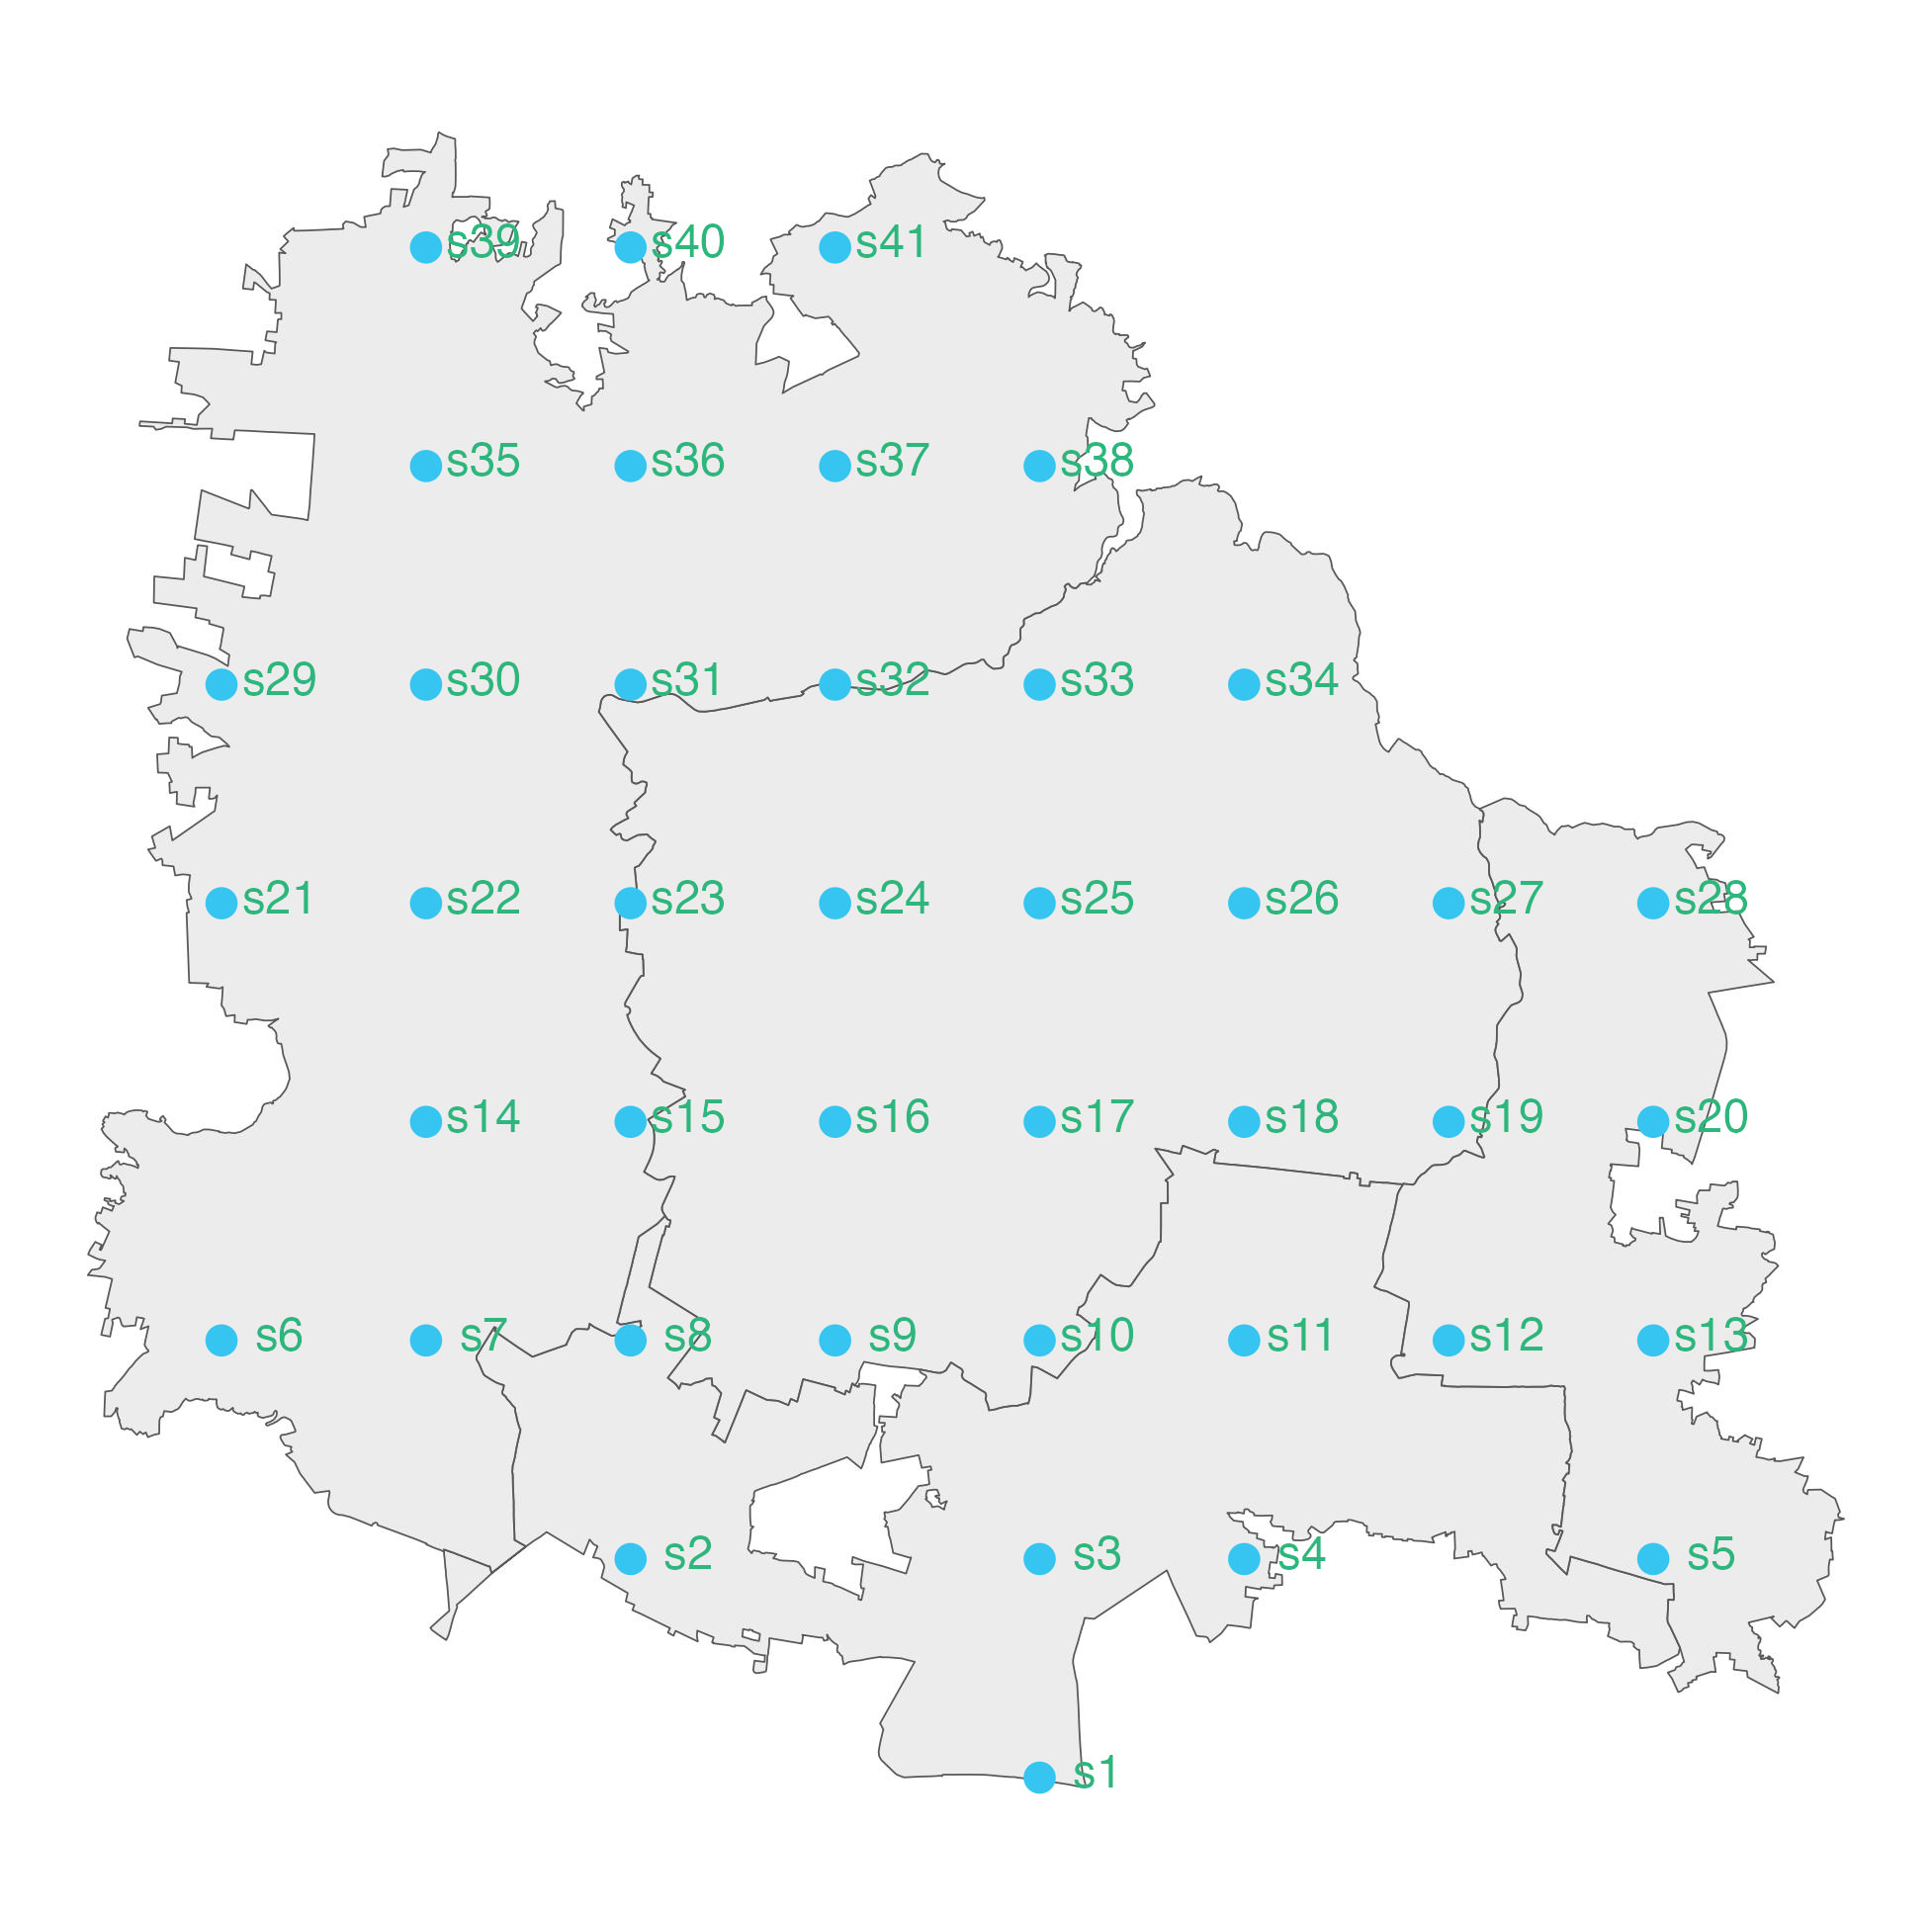 s39 s40 s41
s35 s36 s37 s38
s29 s30 s31 s32 s33 s34
s21 s22 s23 s24 s25 s26 s27 s28
s14 s15 s16 s17 s18 s19 s20
s6 s7 s8 s9 s10 s11 s12 s13
s2 s3 s4 s5
s1